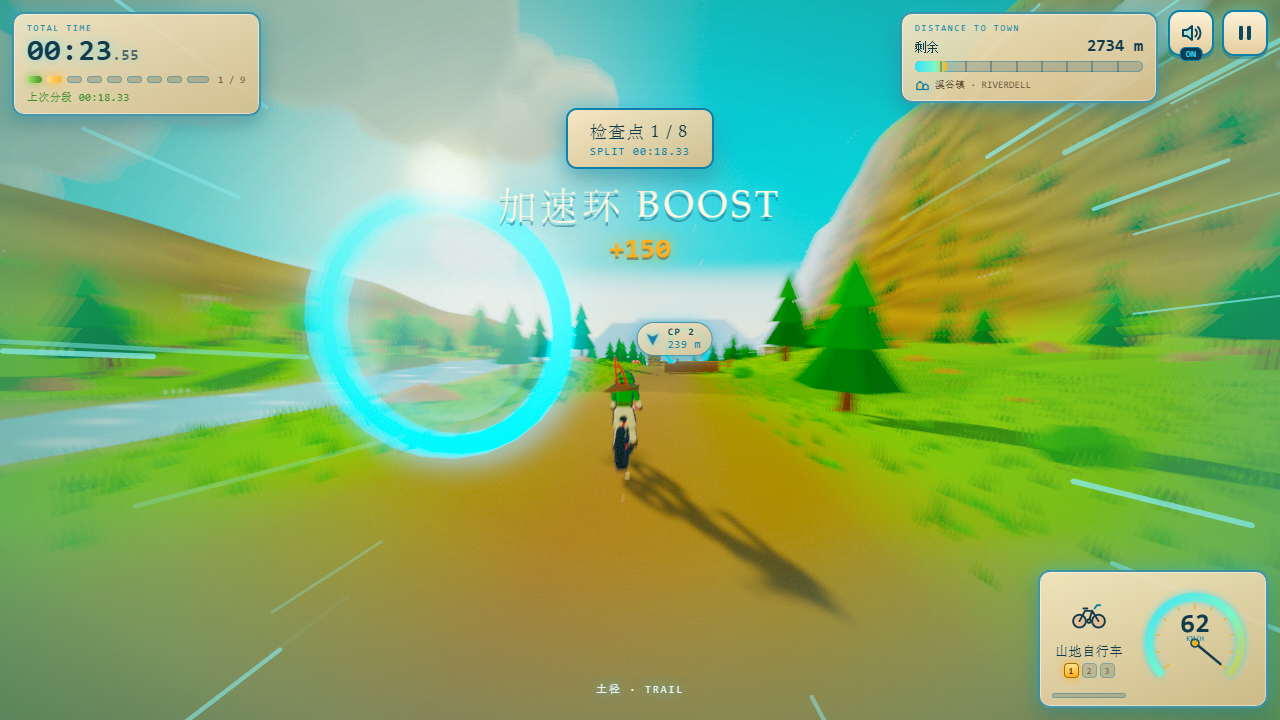 TOTAL TIME
00:23.55
1 / 9
上次分段 00:18.33
DISTANCE TO TOWN
剩余 2734 m
溪谷镇 · RIVERDELL
ON
检查点 1 / 8
SPLIT 00:18.33
加速环 BOOST
+150
CP 2
239 m
62
KM/H
山地自行车
1 2 3
土径 · TRAIL